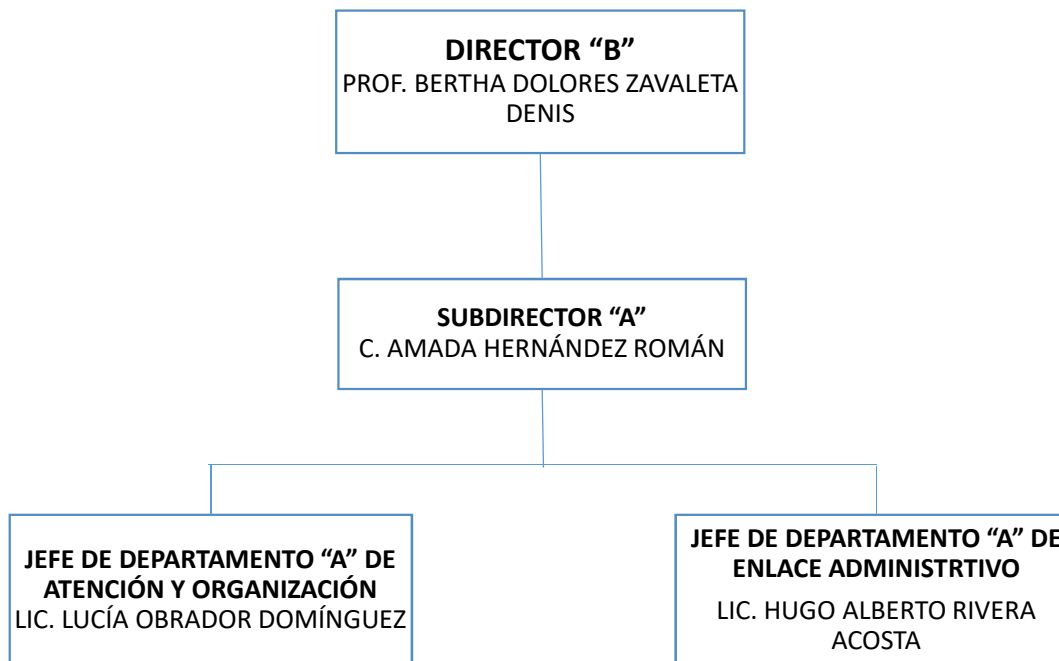 DIRECTOR “B”
PROF. BERTHA DOLORES ZAVALETA
DENIS
SUBDIRECTOR “A”
C. AMADA HERNÁNDEZ ROMÁN
JEFE DE DEPARTAMENTO “A” DE
ATENCIÓN Y ORGANIZACIÓN
LIC. LUCÍA OBRADOR DOMÍNGUEZ
JEFE DE DEPARTAMENTO “A” DE
ENLACE ADMINISTRTIVO
LIC. HUGO ALBERTO RIVERA
ACOSTA